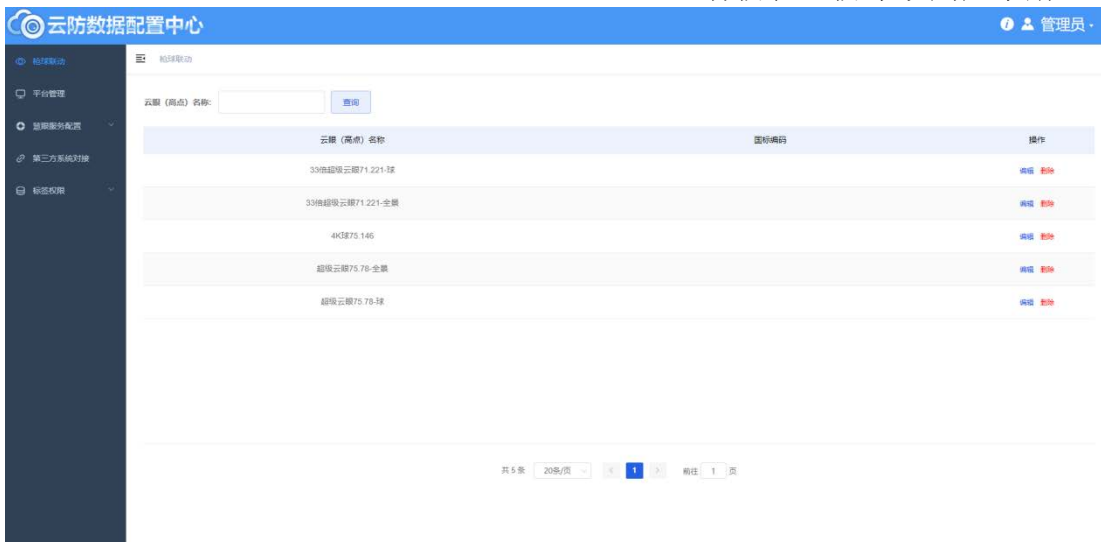 云防数据配置中心
管理员
枪球联动
枪球联动
平台管理
云眼（高点）名称:
查询
慧眼服务配置
云眼（高点）名称 国标编码 操作
第三方系统对接
33倍超级云眼71.221-球 编辑 删除
标签权限
33倍超级云眼71.221-全景 编辑 删除
4K球75.146 编辑 删除
超级云眼75.78-全景 编辑 删除
超级云眼75.78-球 编辑 删除
共 5 条 20条/页 < 1 > 前往 1 页